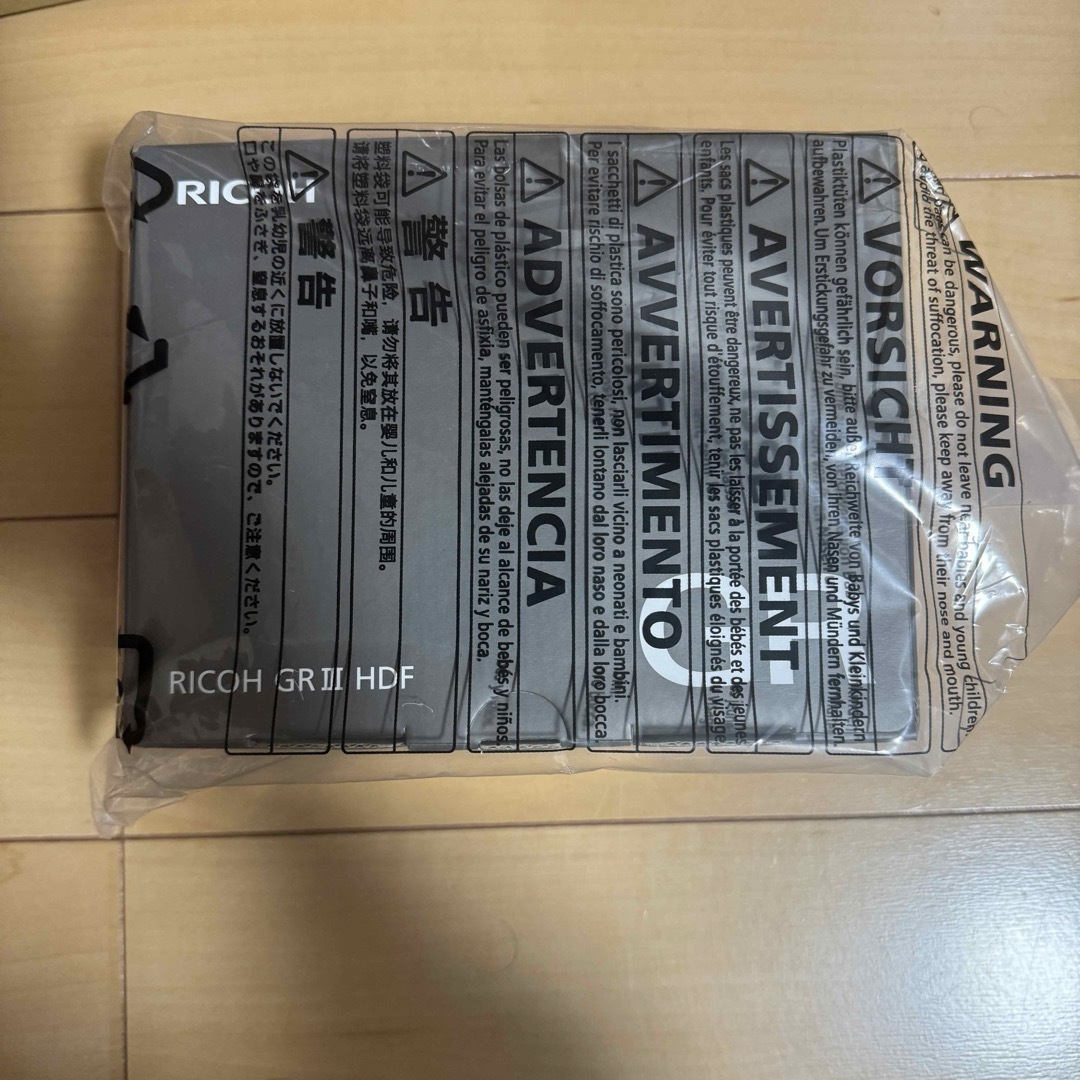 RICOH
RICOH GR III HDF
警告
この袋を乳幼児の近くに放置しないでください。
口や鼻をふさぎ、窒息するおそれがありますので、ご注意ください。
警告
塑料袋可能导致危险，请勿将其放在婴儿和儿童的周围。
请将塑料袋远离鼻子和嘴，以免窒息。
ADVERTENCIA
Las bolsas de plástico pueden ser peligrosas, no las deje al alcance de bebés y niños.
Para evitar el peligro de asfixia, manténgalas alejadas de su nariz y boca.
AVVERTIMENTO
I sacchetti di plastica sono pericolosi, non lasciarli vicino a neonati e bambini.
Per evitare rischio di soffocamento, tenerli lontano dal loro naso e dalla loro bocca.
AVERTISSEMENT
Les sacs plastiques peuvent être dangereux, ne pas les laisser à la portée des bébés et des jeunes
enfants. Pour éviter tout risque d'étouffement, tenir les sacs plastiques éloignés du visage.
VORSICHT
Plastiktüten können gefährlich sein, bitte außer Reichweite von Babys und Kleinkindern
aufbewahren. Um Erstickungsgefahr zu vermeiden, von ihren Nasen und Mündern fernhalten.
WARNING
can be dangerous, please do not leave near babies and young children.
the threat of suffocation, please keep away from their nose and mouth.